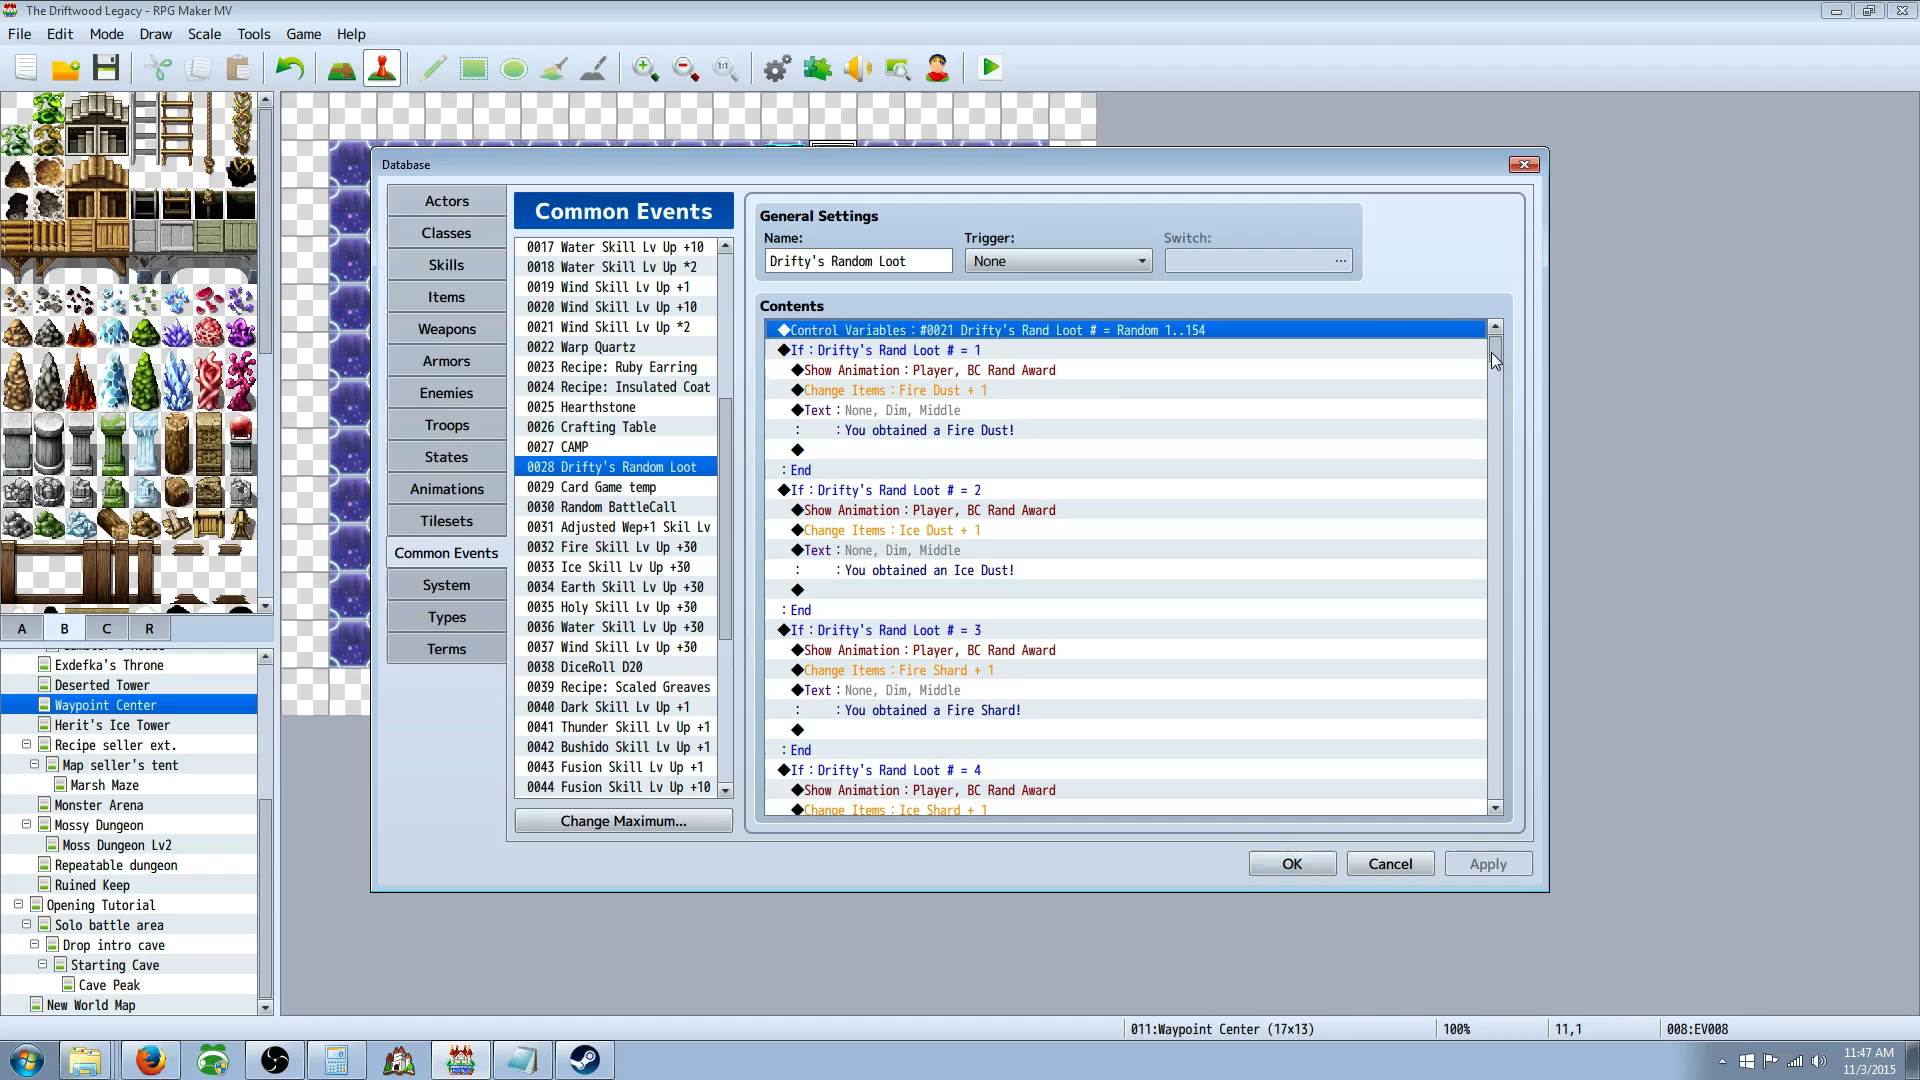 The Driftwood Legacy - RPG Maker MV
File Edit Mode Draw Scale Tools Game Help
1:1
Database
Actors
Classes
Skills
Items
Weapons
Armors
Enemies
Troops
States
Animations
Tilesets
Common Events
System
Types
Terms
Common Events
0017 Water Skill Lv Up +10
0018 Water Skill Lv Up *2
0019 Wind Skill Lv Up +1
0020 Wind Skill Lv Up +10
0021 Wind Skill Lv Up *2
0022 Warp Quartz
0023 Recipe: Ruby Earring
0024 Recipe: Insulated Coat
0025 Hearthstone
0026 Crafting Table
0027 CAMP
0028 Drifty's Random Loot
0029 Card Game temp
0030 Random BattleCall
0031 Adjusted Wep+1 Skil Lv
0032 Fire Skill Lv Up +30
0033 Ice Skill Lv Up +30
0034 Earth Skill Lv Up +30
0035 Holy Skill Lv Up +30
0036 Water Skill Lv Up +30
0037 Wind Skill Lv Up +30
0038 DiceRoll D20
0039 Recipe: Scaled Greaves
0040 Dark Skill Lv Up +1
0041 Thunder Skill Lv Up +1
0042 Bushido Skill Lv Up +1
0043 Fusion Skill Lv Up +1
0044 Fusion Skill Lv Up +10
Change Maximum...
General Settings
Name: Trigger: Switch:
Drifty's Random Loot None ...
Contents
◆Control Variables : #0021 Drifty's Rand Loot # = Random 1..154
◆If : Drifty's Rand Loot # = 1
◆Show Animation : Player, BC Rand Award
◆Change Items : Fire Dust + 1
◆Text : None, Dim, Middle
: : You obtained a Fire Dust!
◆
: End
◆If : Drifty's Rand Loot # = 2
◆Show Animation : Player, BC Rand Award
◆Change Items : Ice Dust + 1
◆Text : None, Dim, Middle
: : You obtained an Ice Dust!
◆
: End
◆If : Drifty's Rand Loot # = 3
◆Show Animation : Player, BC Rand Award
◆Change Items : Fire Shard + 1
◆Text : None, Dim, Middle
: : You obtained a Fire Shard!
◆
: End
◆If : Drifty's Rand Loot # = 4
◆Show Animation : Player, BC Rand Award
◆Change Items : Ice Shard + 1
OK Cancel Apply
A B C R
Exdefka's Throne
Deserted Tower
Waypoint Center
Herit's Ice Tower
Recipe seller ext.
Map seller's tent
Marsh Maze
Monster Arena
Mossy Dungeon
Moss Dungeon Lv2
Repeatable dungeon
Ruined Keep
Opening Tutorial
Solo battle area
Drop intro cave
Starting Cave
Cave Peak
New World Map
011:Waypoint Center (17x13) 100% 11,1 008:EV008
11:47 AM
11/3/2015